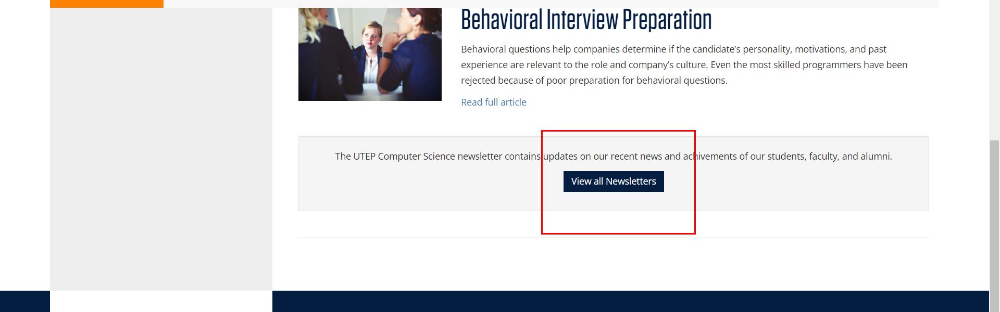 Behavioral Interview Preparation
Behavioral questions help companies determine if the candidate’s personality, motivations, and past
experience are relevant to the role and company’s culture. Even the most skilled programmers have been
rejected because of poor preparation for behavioral questions.
Read full article
The UTEP Computer Science newsletter contains updates on our recent news and achivements of our students, faculty, and alumni.
View all Newsletters